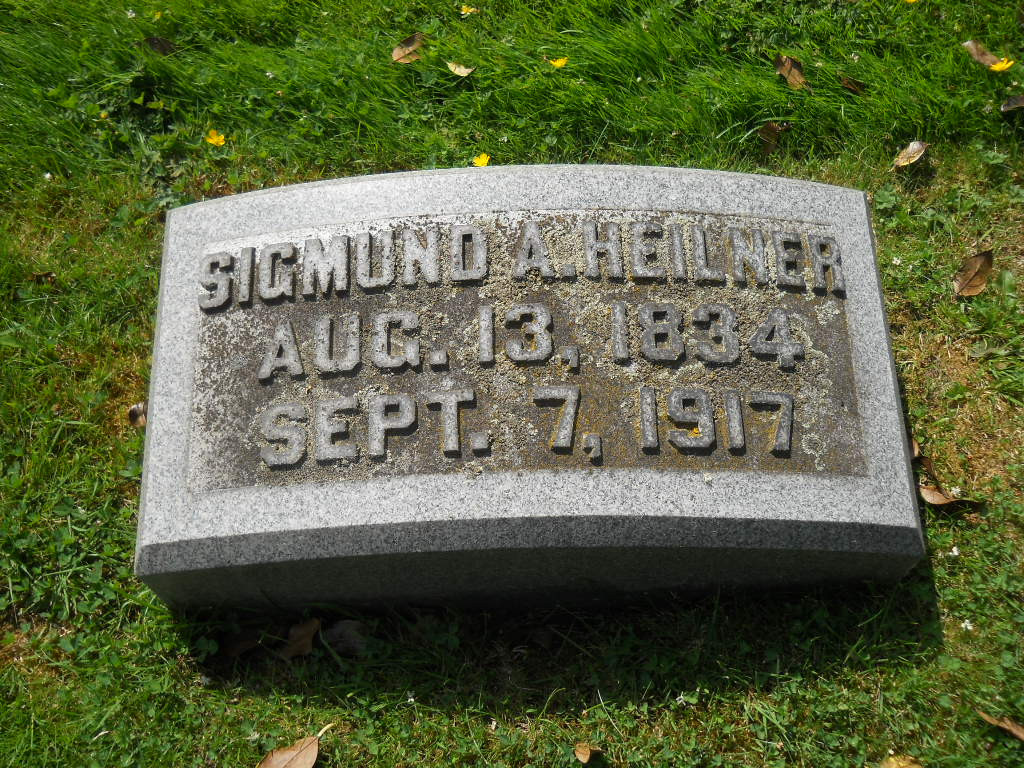 SIGMUND A. HEILNER
AUG. 13, 1834
SEPT. 7, 1917